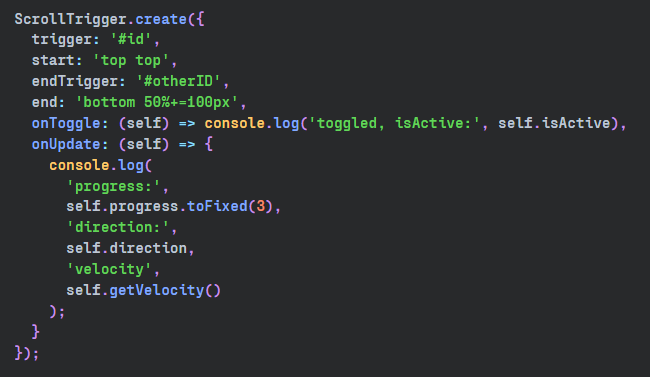 ScrollTrigger.create({
  trigger: '#id',
  start: 'top top',
  endTrigger: '#otherID',
  end: 'bottom 50%+=100px',
  onToggle: (self) => console.log('toggled, isActive:', self.isActive),
  onUpdate: (self) => {
    console.log(
      'progress:',
      self.progress.toFixed(3),
      'direction:',
      self.direction,
      'velocity',
      self.getVelocity()
    );
  }
});